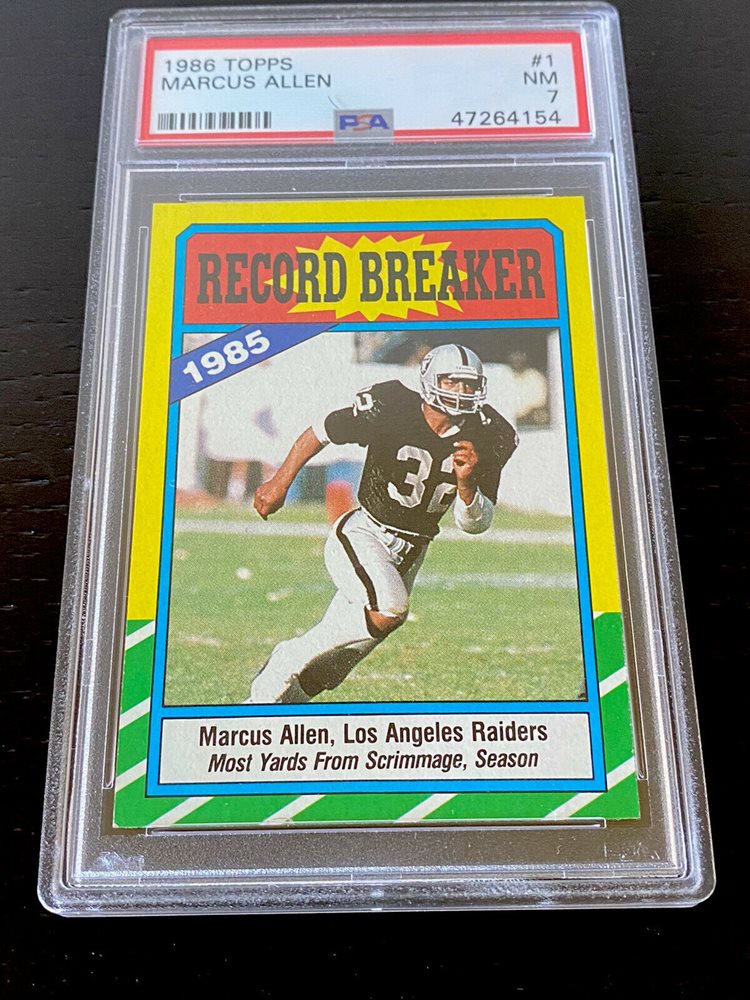 1986 TOPPS #1
MARCUS ALLEN NM
7
PSA 47264154
RECORD BREAKER
1985
32
32
Marcus Allen, Los Angeles Raiders
Most Yards From Scrimmage, Season